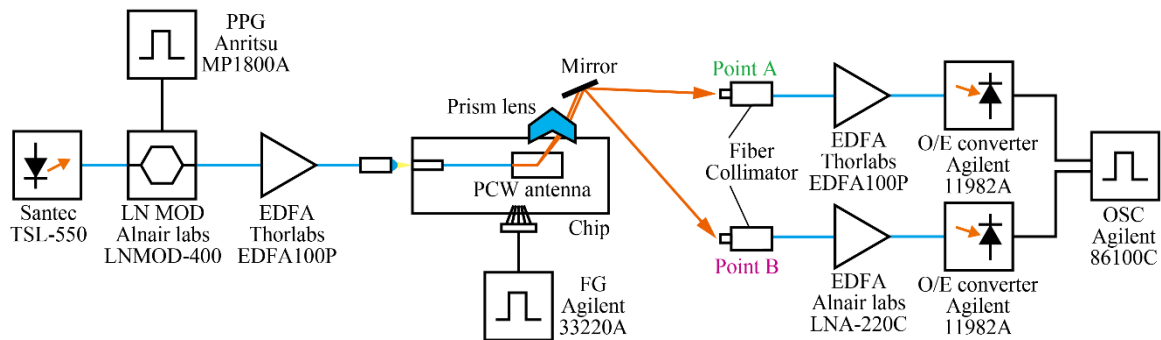 PPG
Anritsu
MP1800A
Santec
TSL-550
LN MOD
Alnair labs
LNMOD-400
EDFA
Thorlabs
EDFA100P
Mirror
Prism lens
PCW antenna
Chip
FG
Agilent
33220A
Point A
Fiber
Collimator
Point B
EDFA
Thorlabs
EDFA100P
O/E converter
Agilent
11982A
EDFA
Alnair labs
LNA-220C
O/E converter
Agilent
11982A
OSC
Agilent
86100C